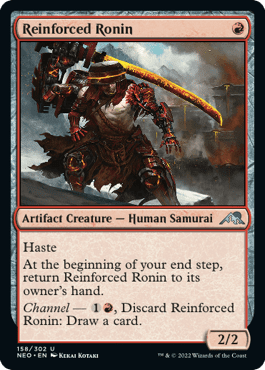 Reinforced Ronin
Artifact Creature — Human Samurai
Haste
At the beginning of your end step,
return Reinforced Ronin to its
owner's hand.
Channel — 1, Discard Reinforced
Ronin: Draw a card.
2/2
158/302 U
NEO • EN KEKAI KOTAKI
™ & © 2022 Wizards of the Coast